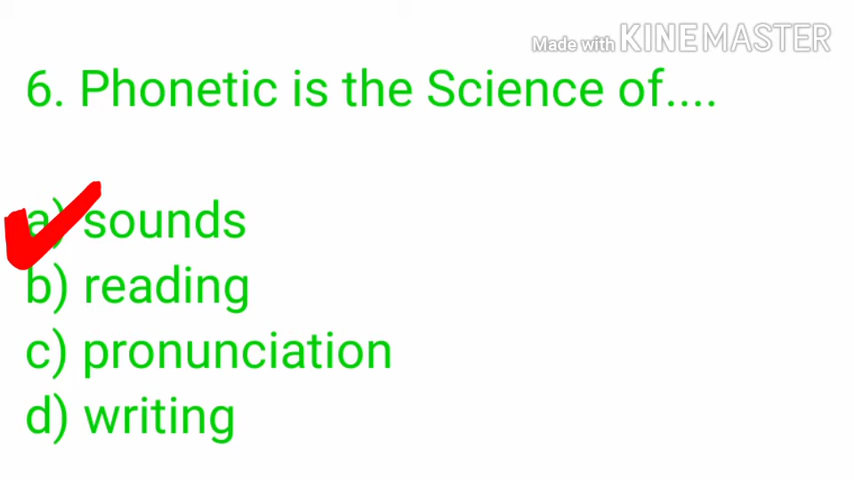 Made with KINEMASTER
6. Phonetic is the Science of....
a) sounds
b) reading
c) pronunciation
d) writing